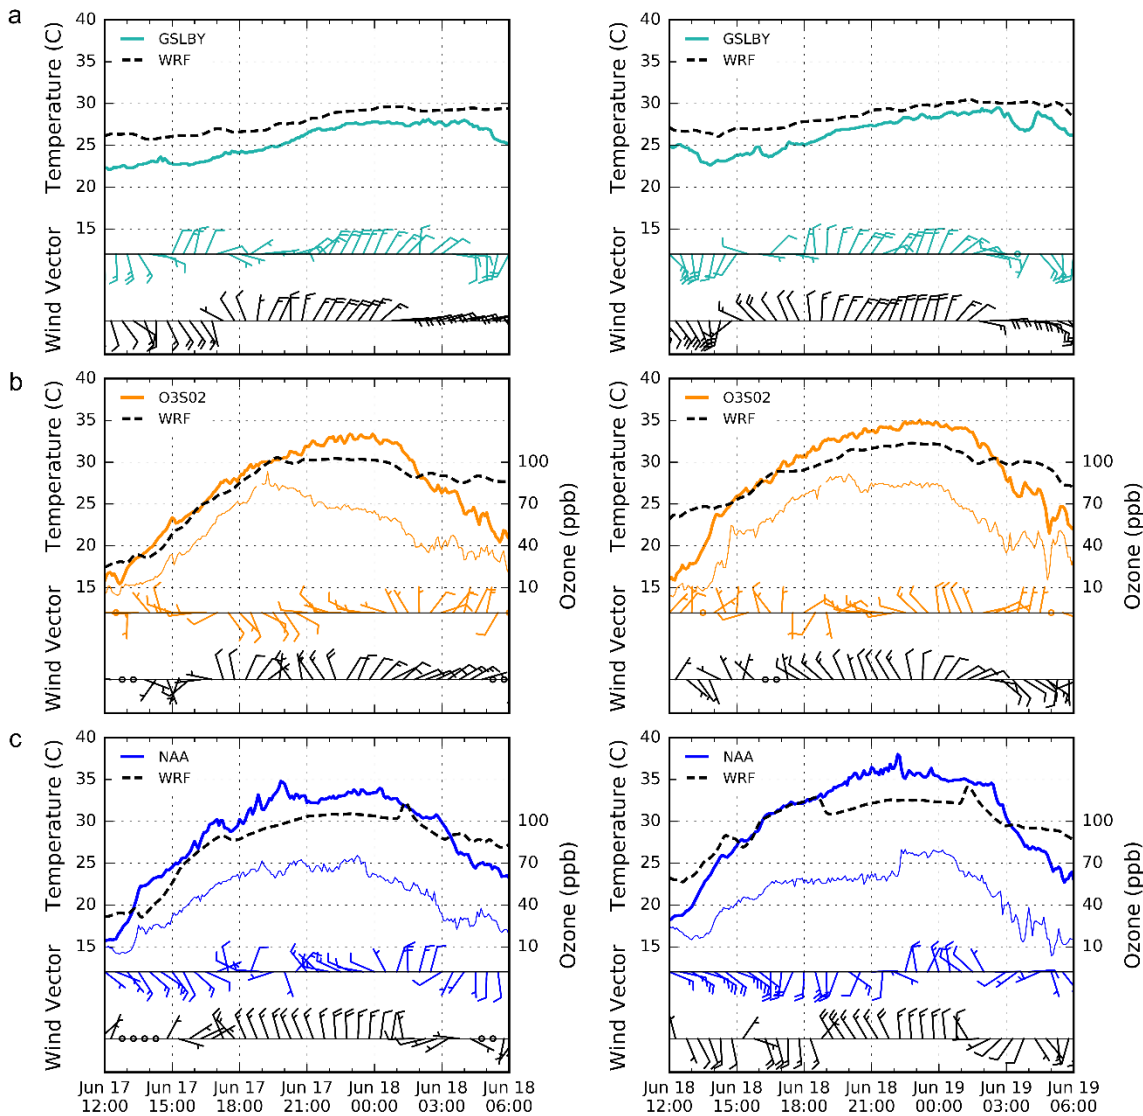 a
Temperature (C)
Wind Vector
40
35
30
25
20
15
GSLBY
WRF
GSLBY
WRF
Temperature (C)
Wind Vector
40
35
30
25
20
15
b
Temperature (C)
Wind Vector
40
35
30
25
20
15
O3S02
WRF
100
70
40
10
Ozone (ppb)
Temperature (C)
Wind Vector
40
35
30
25
20
15
O3S02
WRF
100
70
40
10
Ozone (ppb)
c
Temperature (C)
Wind Vector
40
35
30
25
20
15
NAA
WRF
100
70
40
10
Ozone (ppb)
Temperature (C)
Wind Vector
40
35
30
25
20
15
NAA
WRF
100
70
40
10
Ozone (ppb)
Jun 17 Jun 17 Jun 17 Jun 17 Jun 18 Jun 18 Jun 18
12:00 15:00 18:00 21:00 00:00 03:00 06:00
Jun 18 Jun 18 Jun 18 Jun 18 Jun 19 Jun 19 Jun 19
12:00 15:00 18:00 21:00 00:00 03:00 06:00